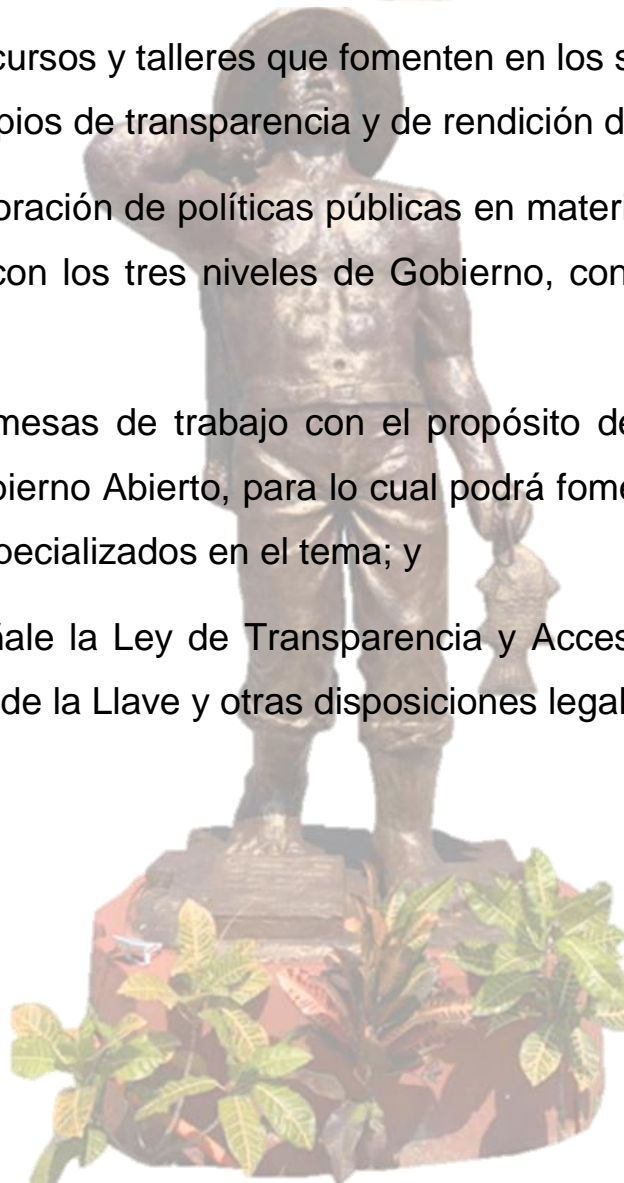 cursos y talleres que fomenten en los s
pios de transparencia y de rendición d
oración de políticas públicas en materi
con los tres niveles de Gobierno, con
mesas de trabajo con el propósito de
bierno Abierto, para lo cual podrá fome
pecializados en el tema; y
ale la Ley de Transparencia y Acces
de la Llave y otras disposiciones legal